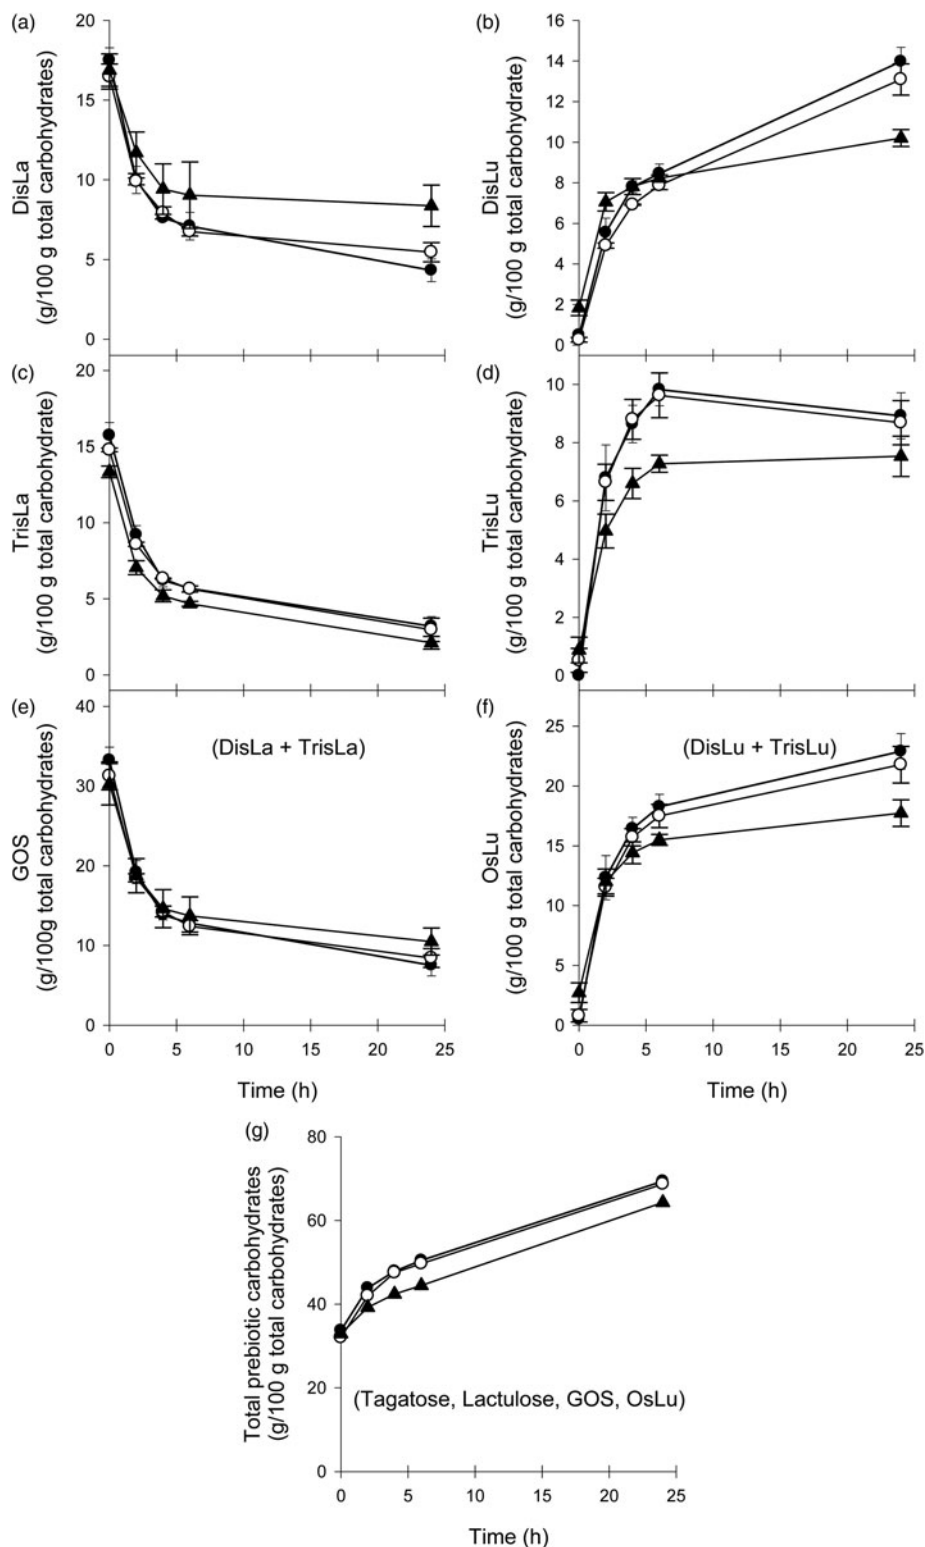 (a)
20
15
10
5
0
DisLa
(g/100 g total carbohydrates)
(b)
16
14
12
10
8
6
4
2
0
DisLu
(g/100 g total carbohydrate)
(c)
20
15
10
5
0
TrisLa
(g/100 g total carbohydrate)
(d)
10
8
6
4
2
0
TrisLu
(g/100 g total carbohydrate)
(e)
(DisLa + TrisLa)
40
30
20
10
0
GOS
(g/100g total carbohydrates)
0 5 10 15 20 25
Time (h)
(f)
(DisLu + TrisLu)
25
20
15
10
5
0
OsLu
(g/100 g total carbohydrates)
0 5 10 15 20 25
Time (h)
(g)
80
60
40
20
0
Total prebiotic carbohydrates
(g/100 g total carbohydrates)
(Tagatose, Lactulose, GOS, OsLu)
0 5 10 15 20 25
Time (h)